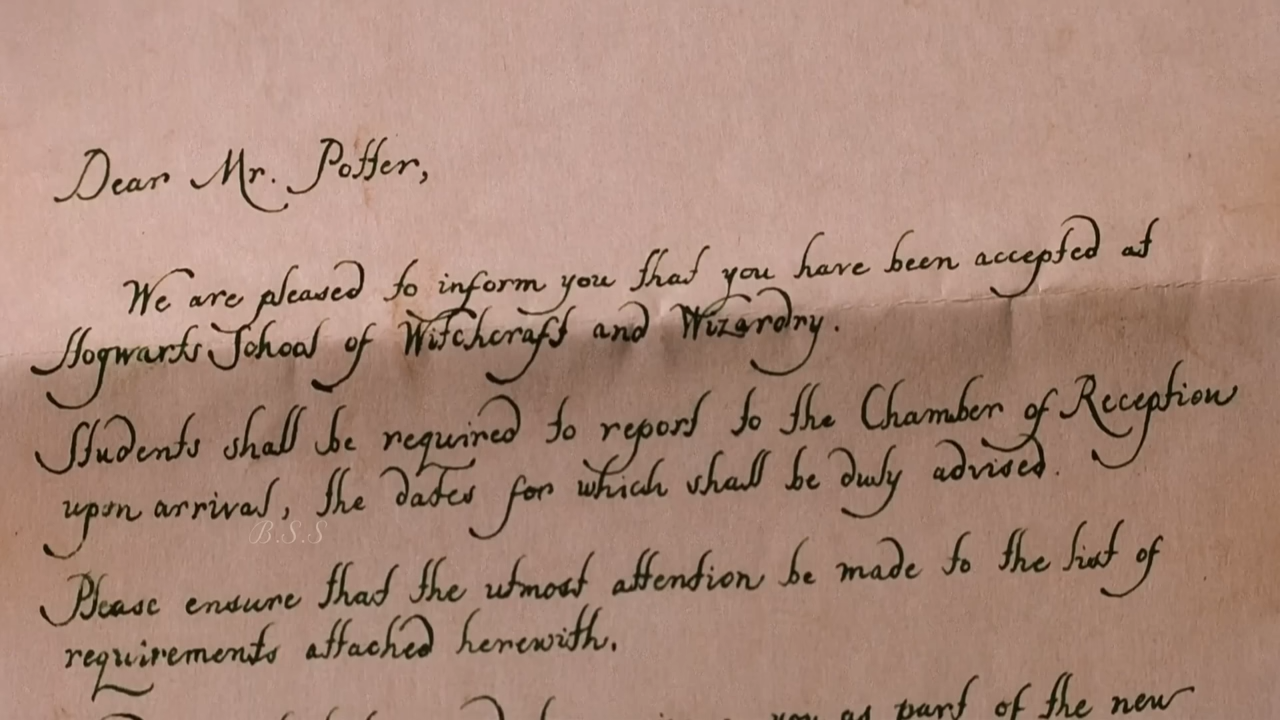 Dear Mr. Potter,
We are pleased to inform you that you have been accepted at
Hogwarts School of Witchcraft and Wizardry.
Students shall be required to report to the Chamber of Reception
upon arrival, the dates for which shall be duly advised.
B.S.S
Please ensure that the utmost attention be made to the list of
requirements attached herewith.
you as part of the new